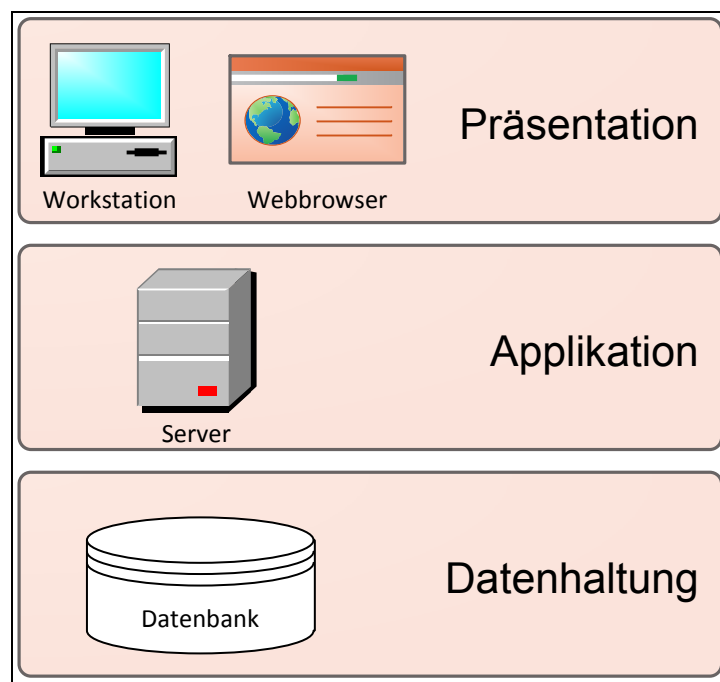 Präsentation
Workstation
Webbrowser
Applikation
Server
Datenhaltung
Datenbank